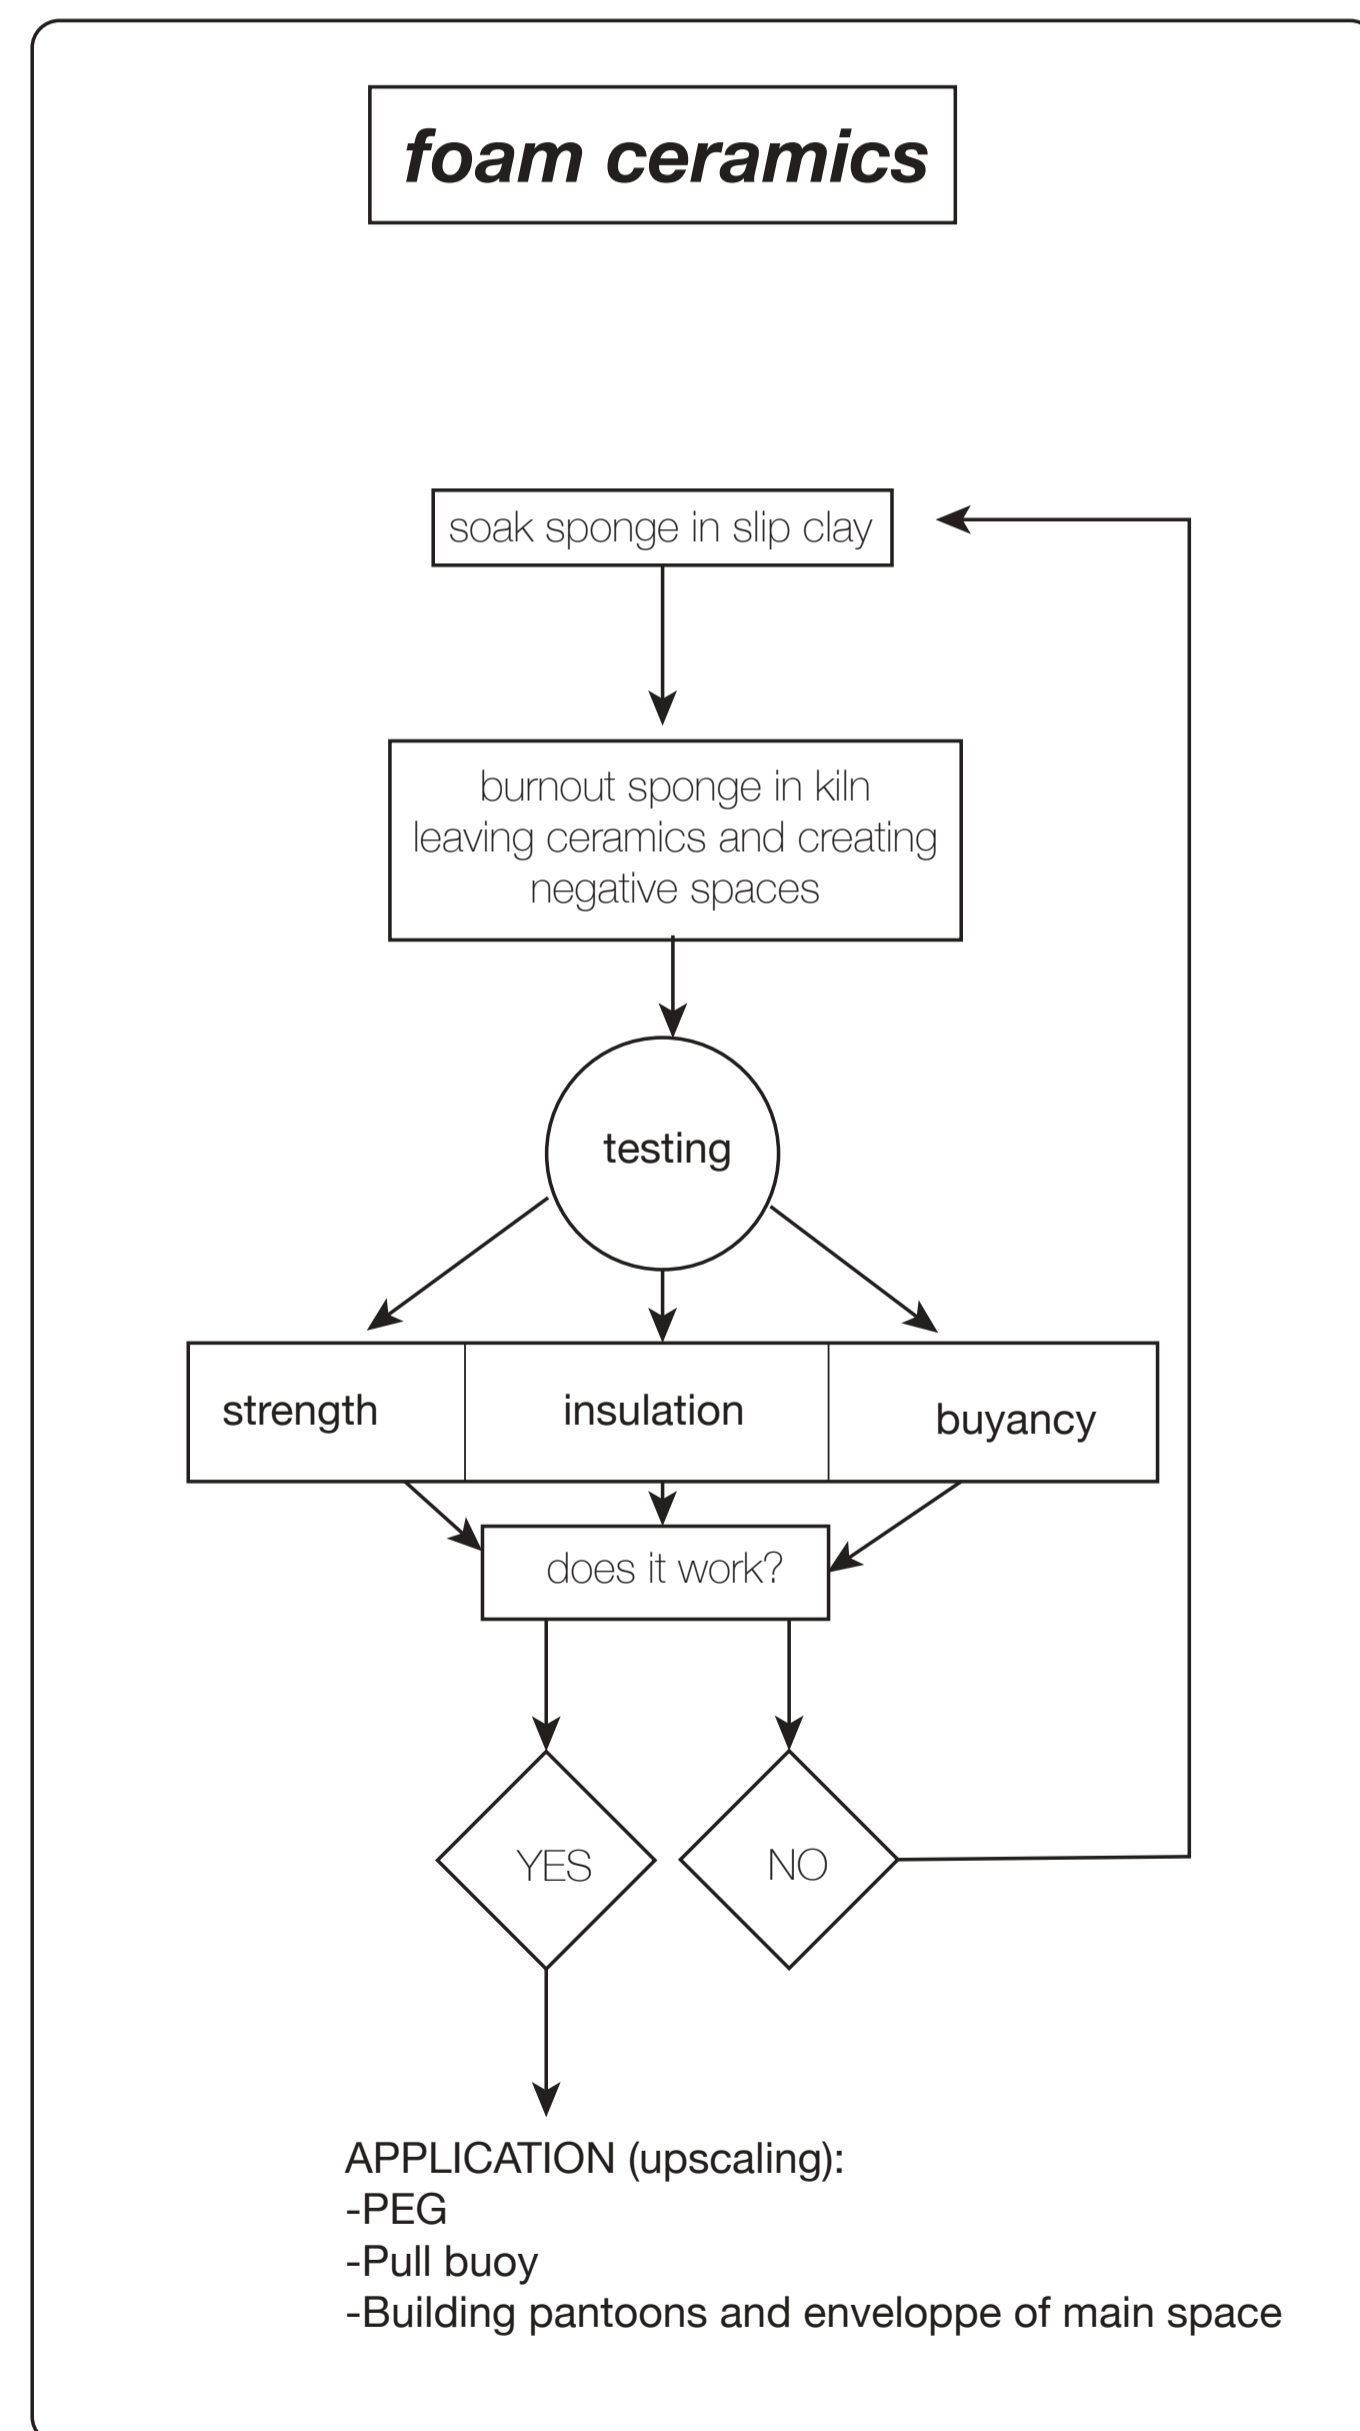 foam ceramics
soak sponge in slip clay
burnout sponge in kiln
leaving ceramics and creating
negative spaces
testing
strength
insulation
buyancy
does it work?
YES
NO
APPLICATION (upscaling):
-PEG
-Pull buoy
-Building pantoons and enveloppe of main space